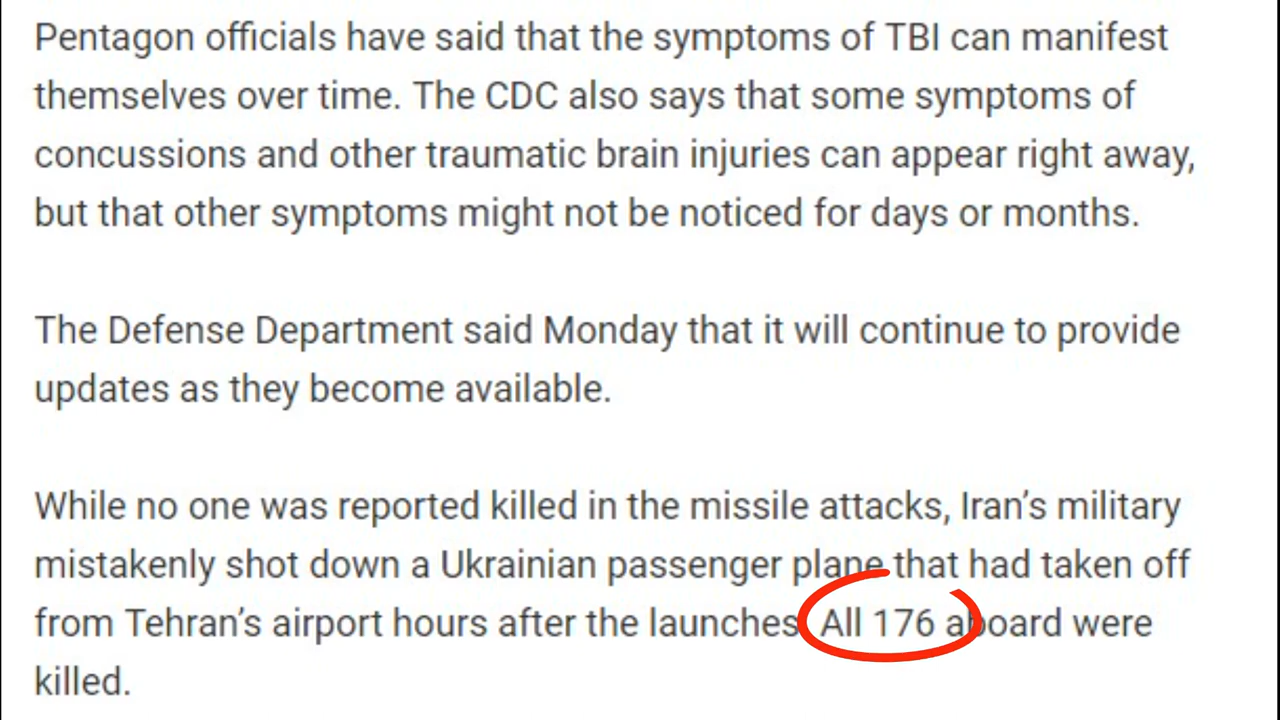 Pentagon officials have said that the symptoms of TBI can manifest
themselves over time. The CDC also says that some symptoms of
concussions and other traumatic brain injuries can appear right away,
but that other symptoms might not be noticed for days or months.
The Defense Department said Monday that it will continue to provide
updates as they become available.
While no one was reported killed in the missile attacks, Iran’s military
mistakenly shot down a Ukrainian passenger plane that had taken off
from Tehran’s airport hours after the launches. All 176 aboard were
killed.